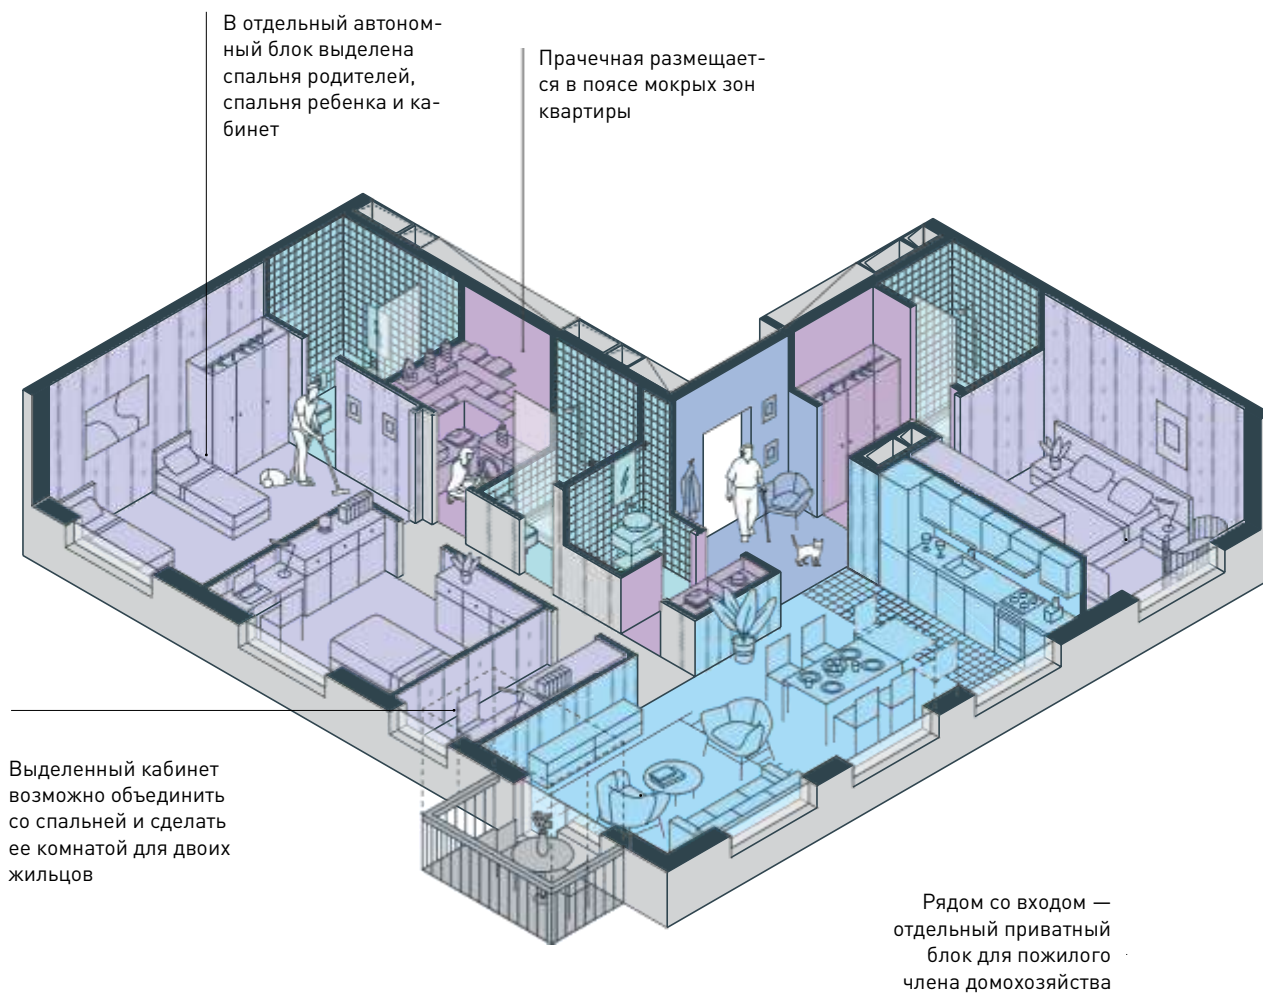 В отдельный автоном-
ный блок выделена
спальня родителей,
спальня ребенка и ка-
бинет
Прачечная размещает-
ся в поясе мокрых зон
квартиры
Выделенный кабинет
возможно объединить
со спальней и сделать
ее комнатой для двоих
жильцов
Рядом со входом —
отдельный приватный
блок для пожилого
члена домохозяйства